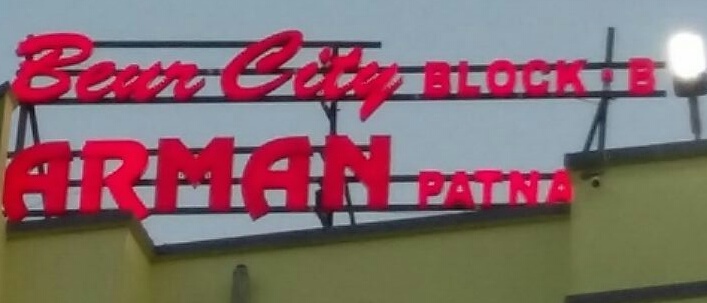 Beur City BLOCK - B
ARMAN PATNA